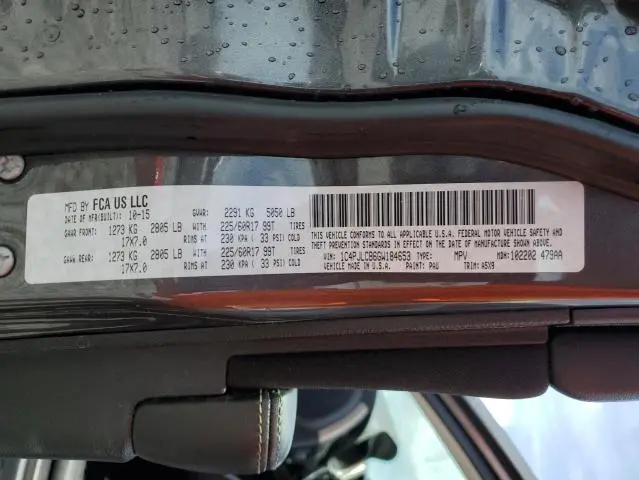 MFD BY FCA US LLC
DATE OF MFR(BUILT): 10-15 GVWR: 2291 KG 5050 LB
GAWR FRONT: 1273 KG 2805 LB WITH 225/60R17 99T TIRES
17X7.0 RIMS AT 230 KPA ( 33 PSI) COLD
GAWR REAR: 1273 KG 2805 LB WITH 225/60R17 99T TIRES
17X7.0 RIMS AT 230 KPA ( 33 PSI) COLD
THIS VEHICLE CONFORMS TO ALL APPLICABLE U.S.A. FEDERAL MOTOR VEHICLE SAFETY AND
THEFT PREVENTION STANDARDS IN EFFECT ON THE DATE OF MANUFACTURE SHOWN ABOVE.
VIN: 1C4PJLCB6GW184653 TYPE: MPV MDH: 102202 479AA
MADE IN U.S.A. PAINT: PAU TRIM: A5X9